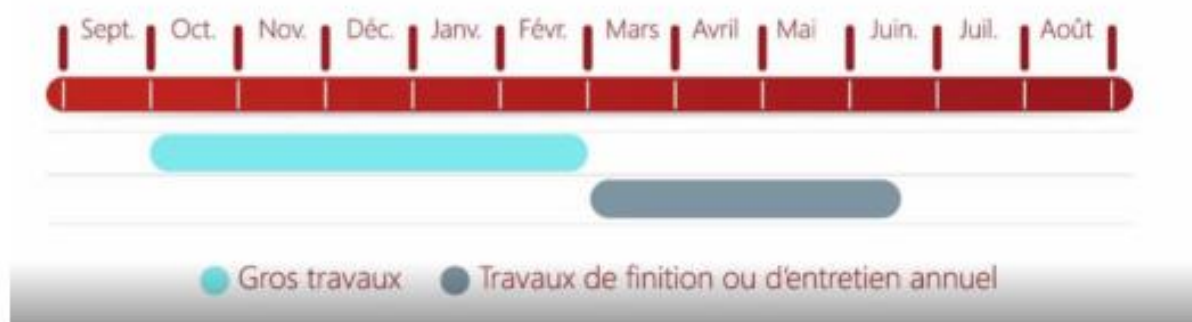 Sept. Oct. Nov. Déc. Janv. Févr. Mars Avril Mai Juin. Juil. Août
Gros travaux Travaux de finition ou d'entretien annuel